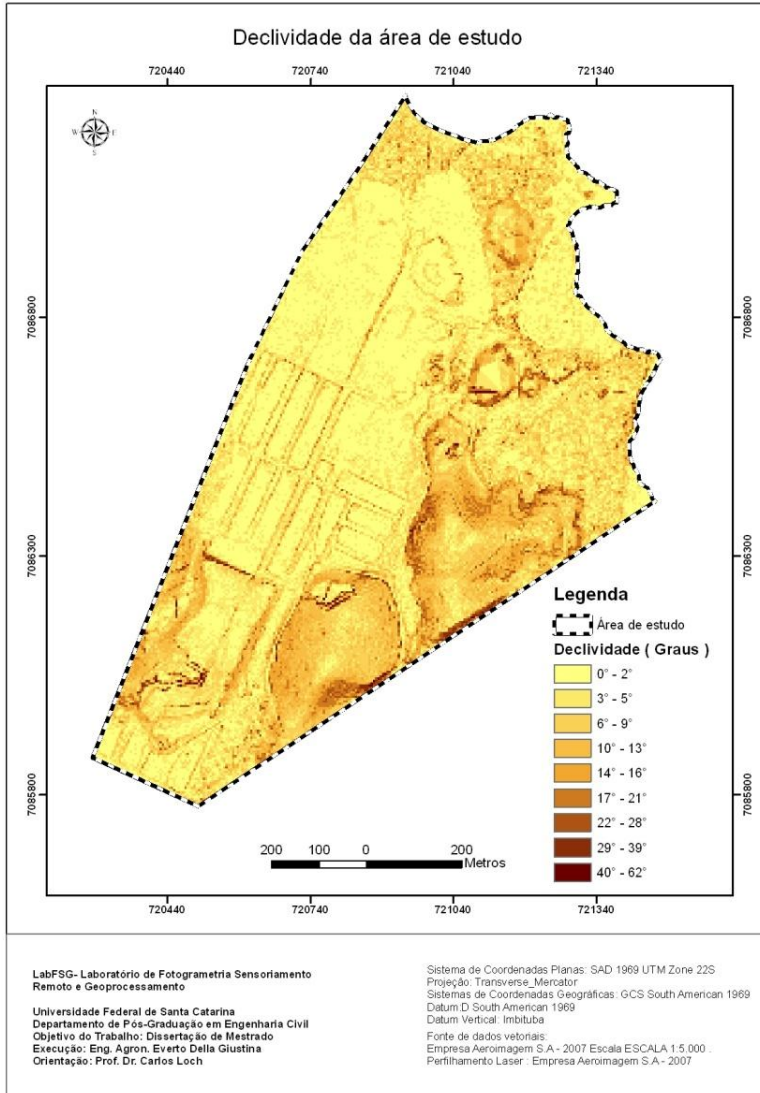 Declividade da área de estudo
720440 720740 721040 721340
N
W E
S
7086800 7086800
7086300 7086300
7085800 7085800
Legenda
Área de estudo
Declividade ( Graus )
0° - 2°
3° - 5°
6° - 9°
10° - 13°
14° - 16°
17° - 21°
22° - 28°
29° - 39°
40° - 62°
200 100 0 200
Metros
720440 720740 721040 721340
LabFSG- Laboratório de Fotogrametria Sensoriamento
Remoto e Geoprocessamento
Universidade Federal de Santa Catarina
Departamento de Pós-Graduação em Engenharia Civil
Objetivo do Trabalho: Dissertação de Mestrado
Execução: Eng. Agron. Everto Della Giustina
Orientação: Prof. Dr. Carlos Loch
Sistema de Coordenadas Planas: SAD 1969 UTM Zone 22S
Projeção: Transverse_Mercator
Sistemas de Coordenadas Geográficas: GCS South American 1969
Datum:D South American 1969
Datum Vertical: Imbituba
Fonte de dados vetoriais:
Empresa Aeroimagem S.A - 2007 Escala ESCALA 1:5.000 .
Perfilhamento Laser : Empresa Aeroimagem S.A - 2007